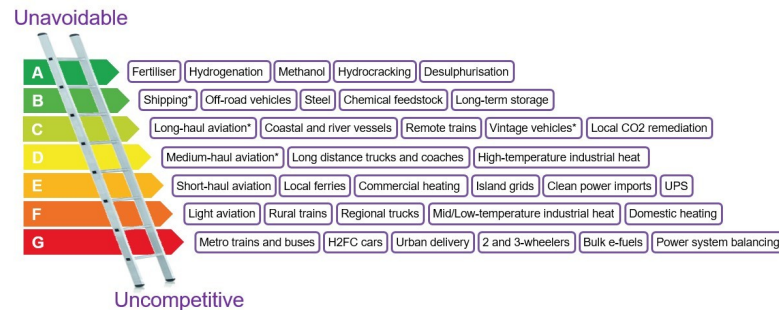 Unavoidable
A Fertiliser Hydrogenation Methanol Hydrocracking Desulphurisation
B Shipping* Off-road vehicles Steel Chemical feedstock Long-term storage
C Long-haul aviation* Coastal and river vessels Remote trains Vintage vehicles* Local CO2 remediation
D Medium-haul aviation* Long distance trucks and coaches High-temperature industrial heat
E Short-haul aviation Local ferries Commercial heating Island grids Clean power imports UPS
F Light aviation Rural trains Regional trucks Mid/Low-temperature industrial heat Domestic heating
G Metro trains and buses H2FC cars Urban delivery 2 and 3-wheelers Bulk e-fuels Power system balancing
Uncompetitive